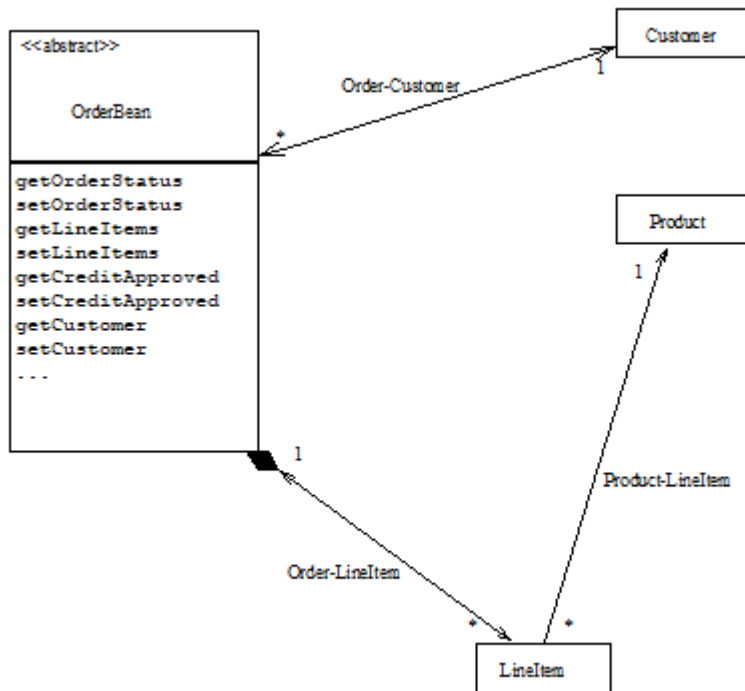 <<abstract>>
OrderBean
getOrderStatus
setOrderStatus
getLineItems
setLineItems
getCreditApproved
setCreditApproved
getCustomer
setCustomer
...
Customer
1
Order-Customer
*
Product
1
Product-LineItem
1
Order-LineItem
*
*
LineItem